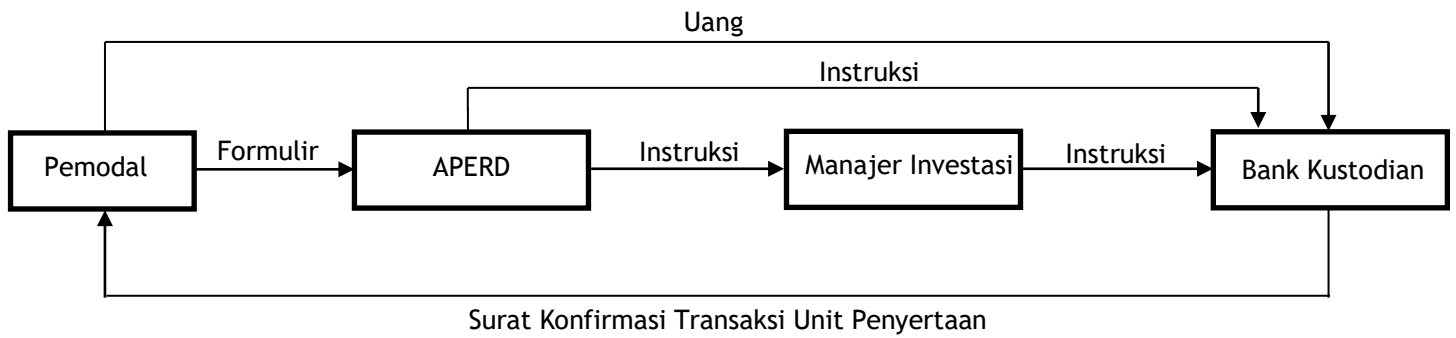 Uang
Instruksi
Pemodal
Formulir
APERD
Instruksi
Manajer Investasi
Instruksi
Bank Kustodian
Surat Konfirmasi Transaksi Unit Penyertaan